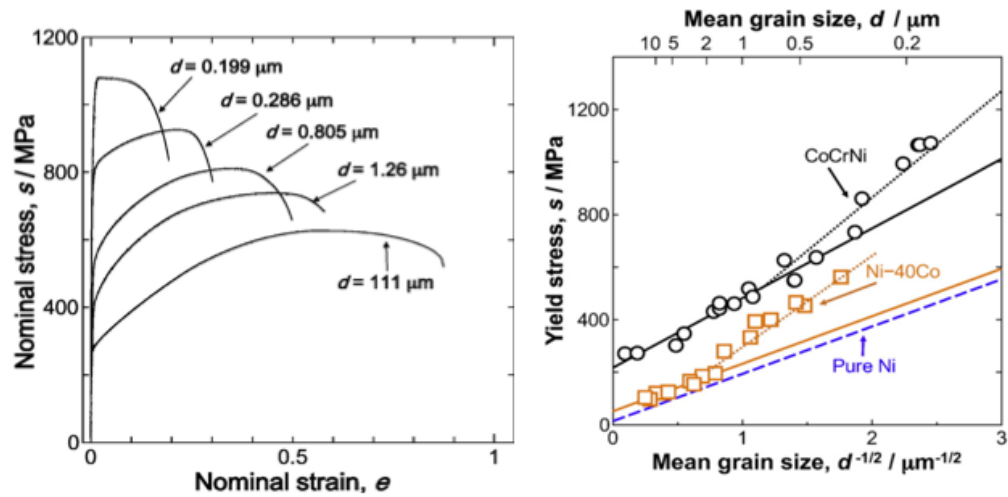 1200
800
400
0
Nominal stress, s / MPa
d = 0.199 μm
d = 0.286 μm
d = 0.805 μm
d = 1.26 μm
d = 111 μm
0
0.5
1
Nominal strain, e
Mean grain size, d / μm
10 5 2 1 0.5 0.2
1200
800
400
0
Yield stress, s / MPa
CoCrNi
Ni−40Co
Pure Ni
0 1 2 3
Mean grain size, d⁻¹/² / μm⁻¹/²